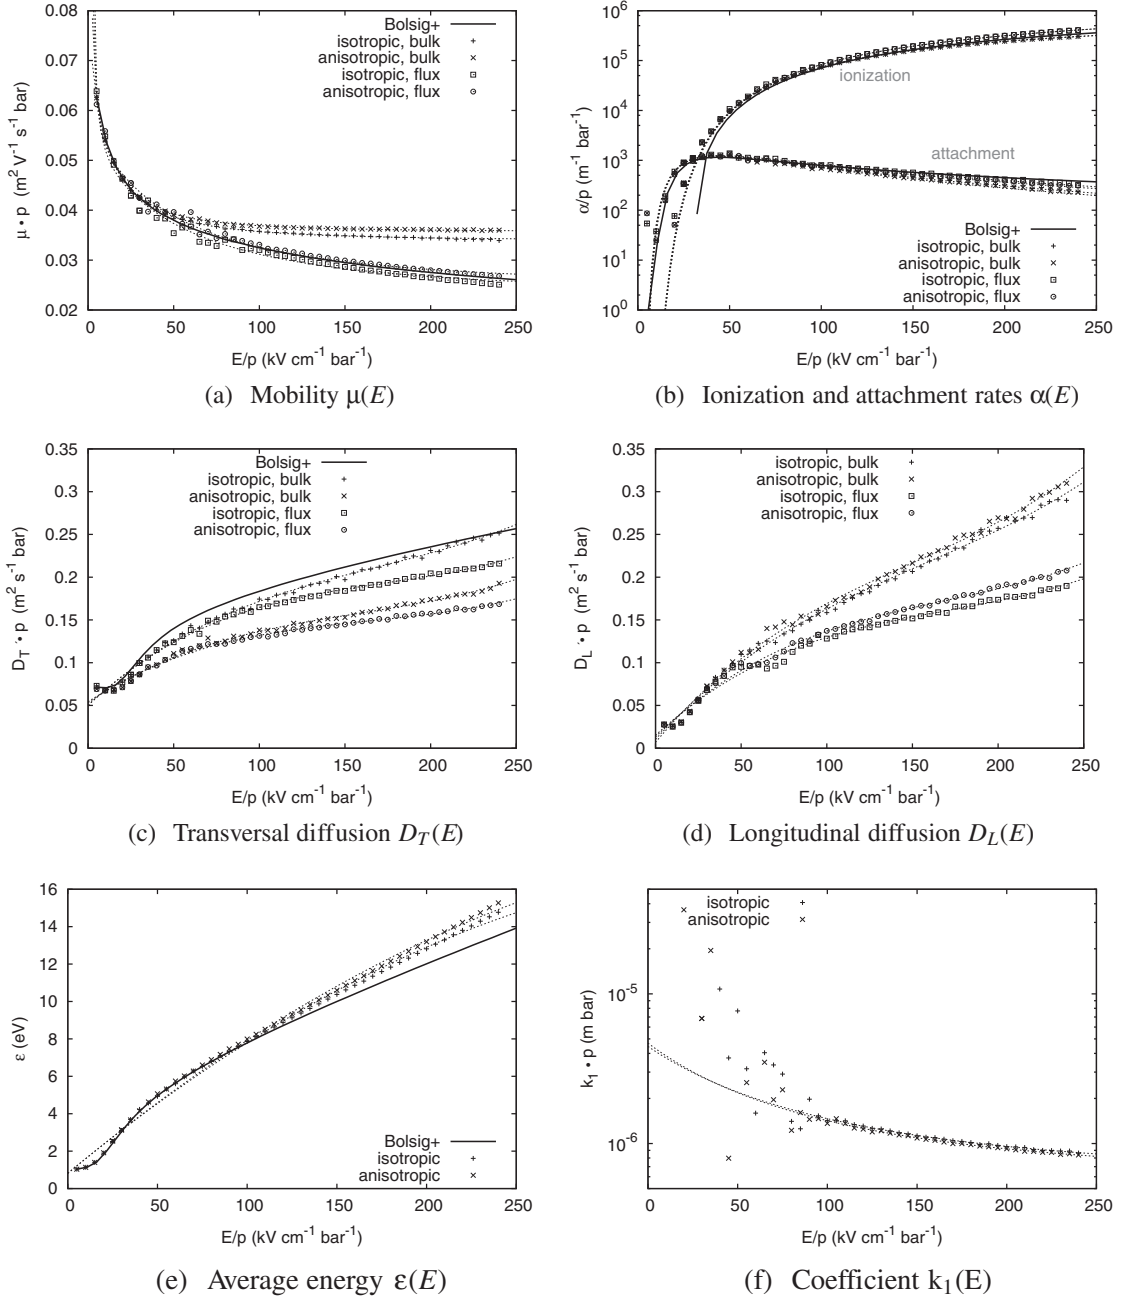 0.08
0.07
0.06
0.05
0.04
0.03
0.02
μ • p (m² V⁻¹ s⁻¹ bar)
Bolsig+
isotropic, bulk
anisotropic, bulk
isotropic, flux
anisotropic, flux
0 50 100 150 200 250
E/p (kV cm⁻¹ bar⁻¹)
(a) Mobility μ(E)
10⁶
10⁵
10⁴
10³
10²
10¹
10⁰
α/p (m⁻¹ bar⁻¹)
ionization
attachment
Bolsig+
isotropic, bulk
anisotropic, bulk
isotropic, flux
anisotropic, flux
0 50 100 150 200 250
E/p (kV cm⁻¹ bar⁻¹)
(b) Ionization and attachment rates α(E)
0.35
0.3
0.25
0.2
0.15
0.1
0.05
0
D_T • p (m² s⁻¹ bar)
Bolsig+
isotropic, bulk
anisotropic, bulk
isotropic, flux
anisotropic, flux
0 50 100 150 200 250
E/p (kV cm⁻¹ bar⁻¹)
(c) Transversal diffusion D_T(E)
0.35
0.3
0.25
0.2
0.15
0.1
0.05
0
D_L • p (m² s⁻¹ bar)
isotropic, bulk
anisotropic, bulk
isotropic, flux
anisotropic, flux
0 50 100 150 200 250
E/p (kV cm⁻¹ bar⁻¹)
(d) Longitudinal diffusion D_L(E)
16
14
12
10
8
6
4
2
0
ε (eV)
Bolsig+
isotropic
anisotropic
0 50 100 150 200 250
E/p (kV cm⁻¹ bar⁻¹)
(e) Average energy ε(E)
10⁻⁵
10⁻⁶
k₁ • p (m bar)
isotropic
anisotropic
0 50 100 150 200 250
E/p (kV cm⁻¹ bar⁻¹)
(f) Coefficient k₁(E)